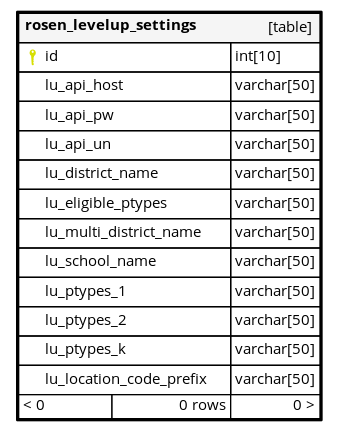 rosen_levelup_settings [table]
id int[10]
lu_api_host varchar[50]
lu_api_pw varchar[50]
lu_api_un varchar[50]
lu_district_name varchar[50]
lu_eligible_ptypes varchar[50]
lu_multi_district_name varchar[50]
lu_school_name varchar[50]
lu_ptypes_1 varchar[50]
lu_ptypes_2 varchar[50]
lu_ptypes_k varchar[50]
lu_location_code_prefix varchar[50]
< 0 0 rows 0 >